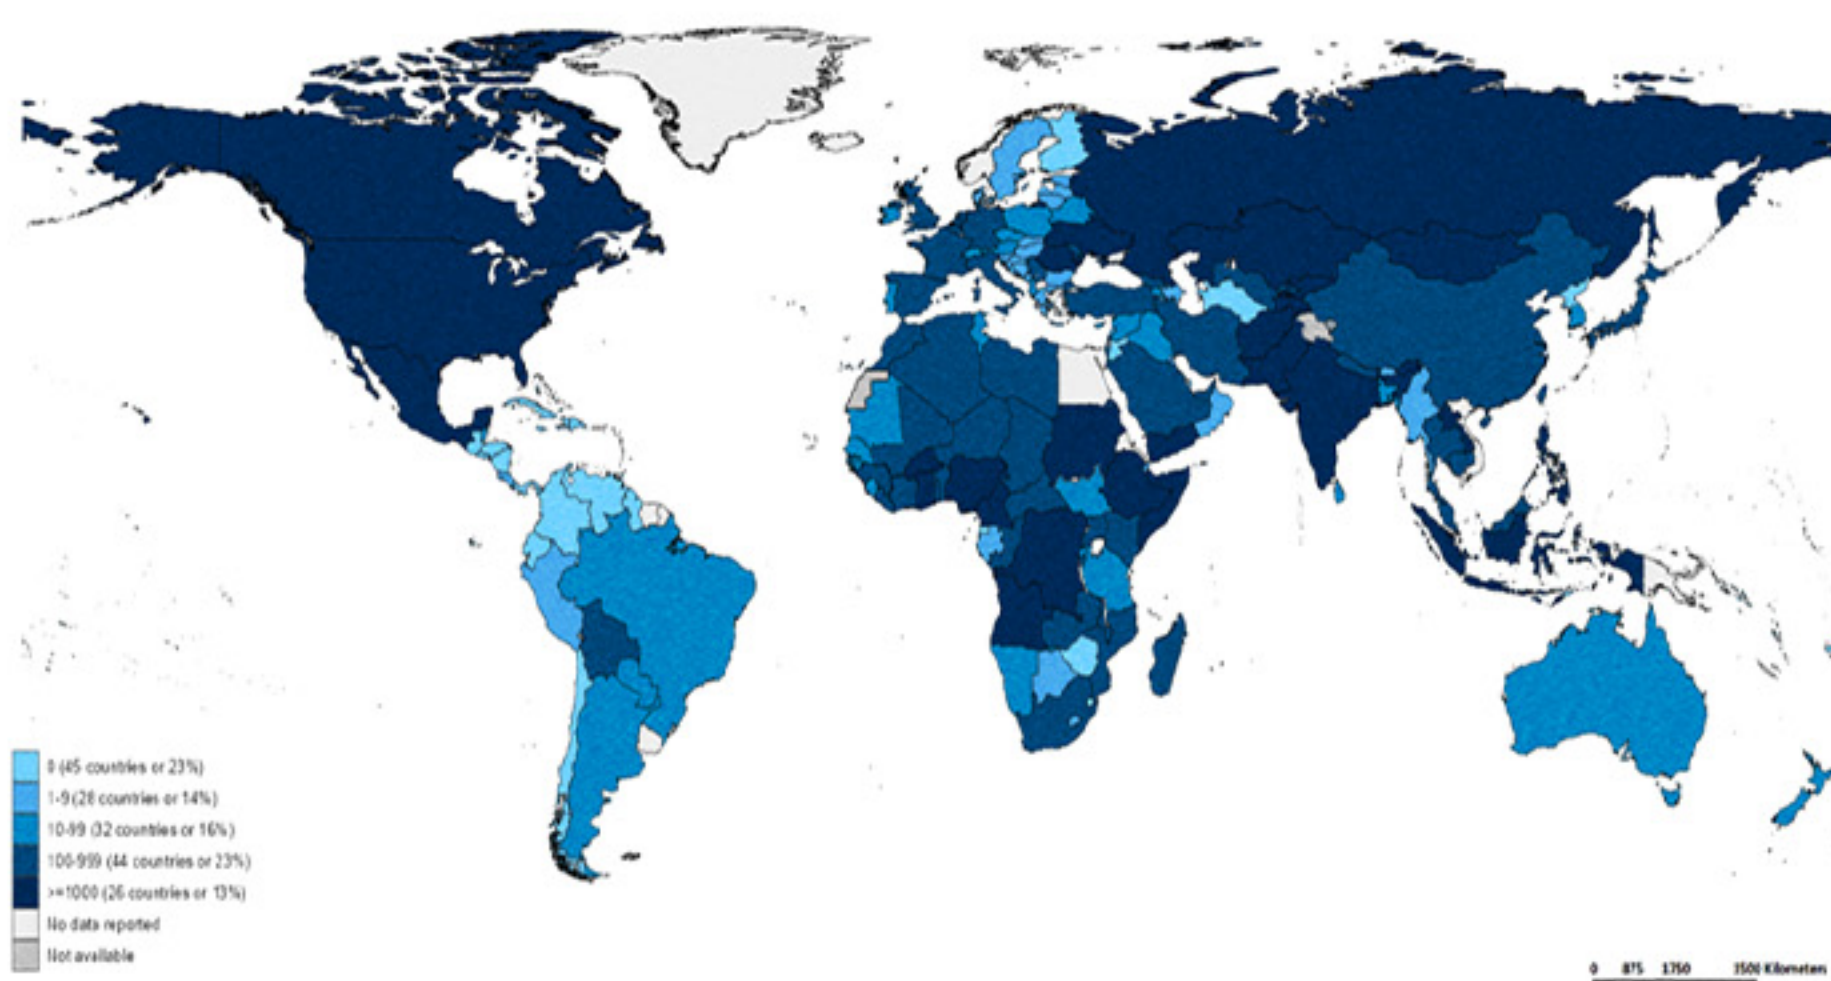 0 (45 countries or 23%)
1-9 (28 countries or 14%)
10-99 (32 countries or 16%)
100-999 (44 countries or 23%)
>=1000 (26 countries or 13%)
No data reported
Not available
0 875 1750 3500 Kilometers